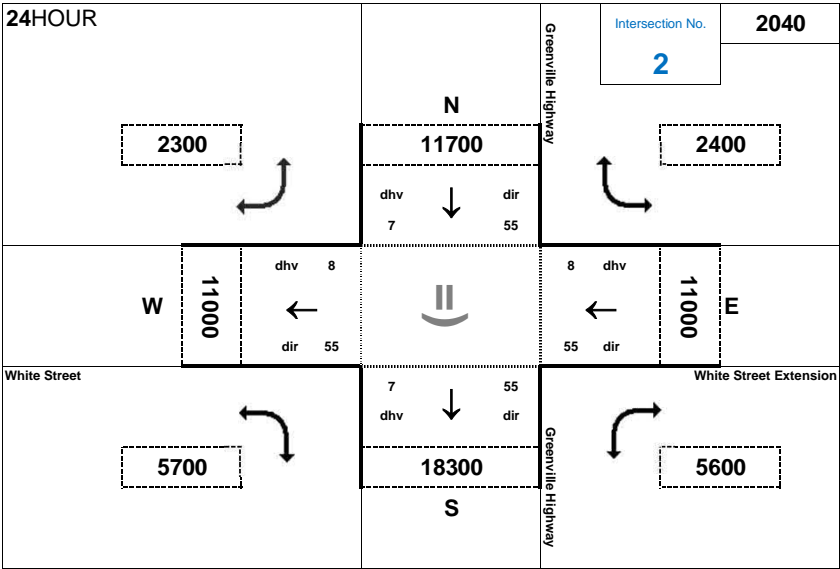 24HOUR
Intersection No.
2040
2
Greenville Highway
N
2300
11700
2400
dhv
dir
7
55
dhv 8
8 dhv
W
11000
11000
E
dir 55
55 dir
White Street
White Street Extension
7
55
dhv
dir
5700
18300
5600
Greenville Highway
S